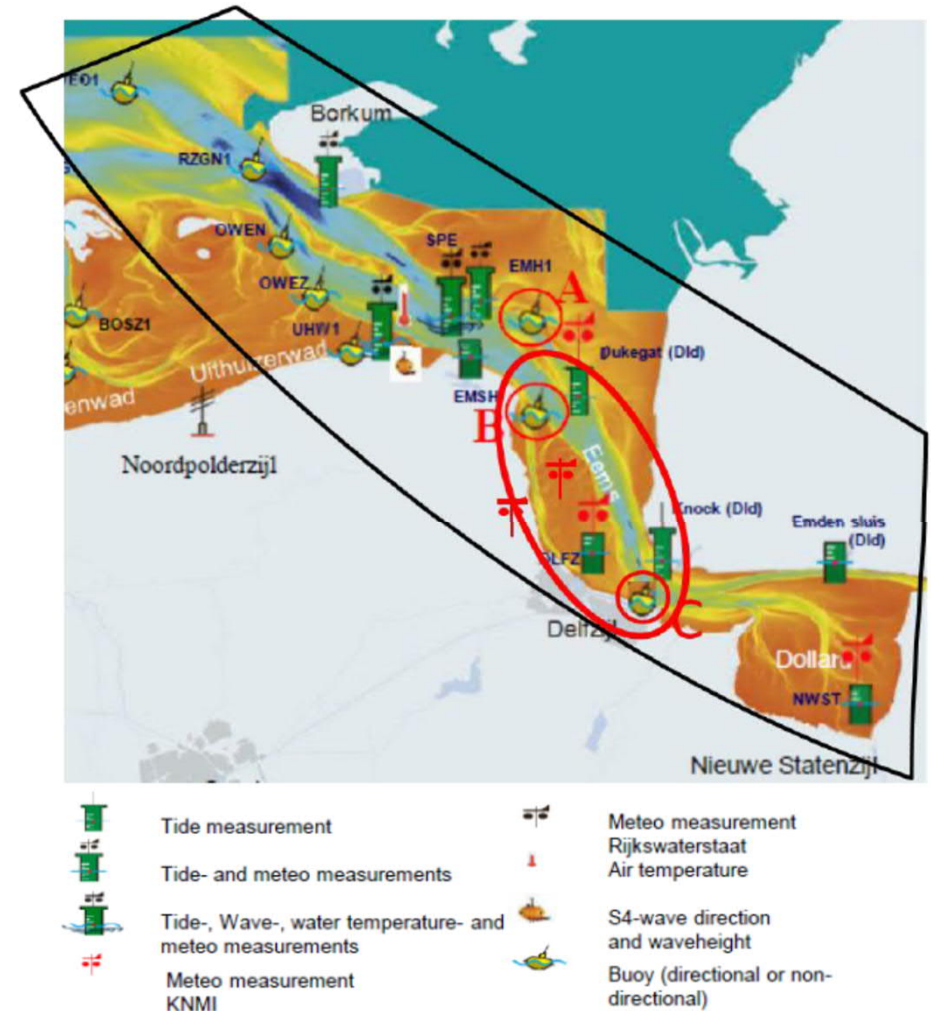 Borkum
RZGN1
OWEN
SPE
EMH1
A
OWEZ
BOSZ1
UHW1
Uithuizerwad
enwad
Dukegat (Dld)
EMSH
B
Noordpolderzijl
Eems
Knock (Dld)
Emden sluis
(Dld)
DLFZ
C
Delfzijl
Dollard
NWST
Nieuwe Statenzijl
Tide measurement
Tide- and meteo measurements
Tide-, Wave-, water temperature- and
meteo measurements
Meteo measurement
KNMI
Meteo measurement
Rijkswaterstaat
Air temperature
S4-wave direction
and waveheight
Buoy (directional or non-
directional)